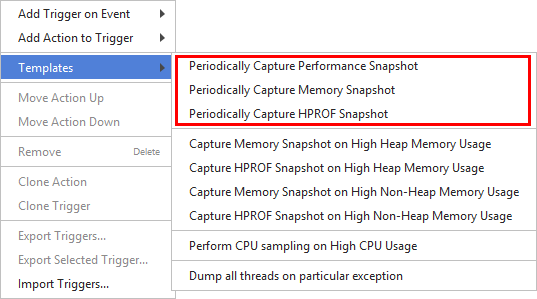 Add Trigger on Event
Add Action to Trigger
Templates
Move Action Up
Move Action Down
Remove Delete
Clone Action
Clone Trigger
Export Triggers...
Export Selected Trigger...
Import Triggers...
Periodically Capture Performance Snapshot
Periodically Capture Memory Snapshot
Periodically Capture HPROF Snapshot
Capture Memory Snapshot on High Heap Memory Usage
Capture HPROF Snapshot on High Heap Memory Usage
Capture Memory Snapshot on High Non-Heap Memory Usage
Capture HPROF Snapshot on High Non-Heap Memory Usage
Perform CPU sampling on High CPU Usage
Dump all threads on particular exception